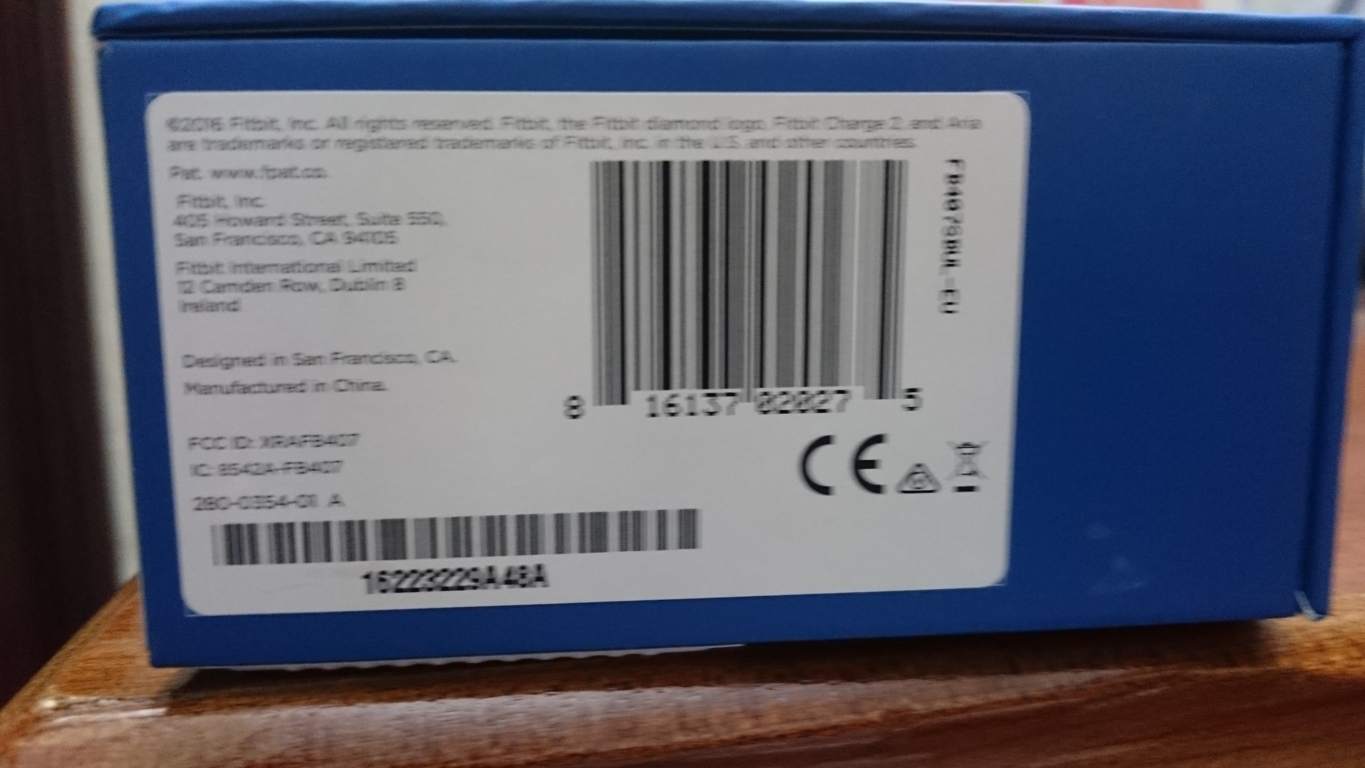 ©2016 Fitbit, Inc. All rights reserved. Fitbit, the Fitbit diamond logo, Fitbit Charge 2, and Aria
are trademarks or registered trademarks of Fitbit, Inc. in the U.S. and other countries.
Pat. www.fpat.co.
Fitbit, Inc.
405 Howard Street, Suite 550,
San Francisco, CA 94105
Fitbit International Limited
12 Camden Row, Dublin 8
Ireland
Designed in San Francisco, CA.
Manufactured in China.
FCC ID: XRAFB407
IC: 8542A-FB407
280-0354-01 A
16223229A48A
8 16137 02027 5
CE